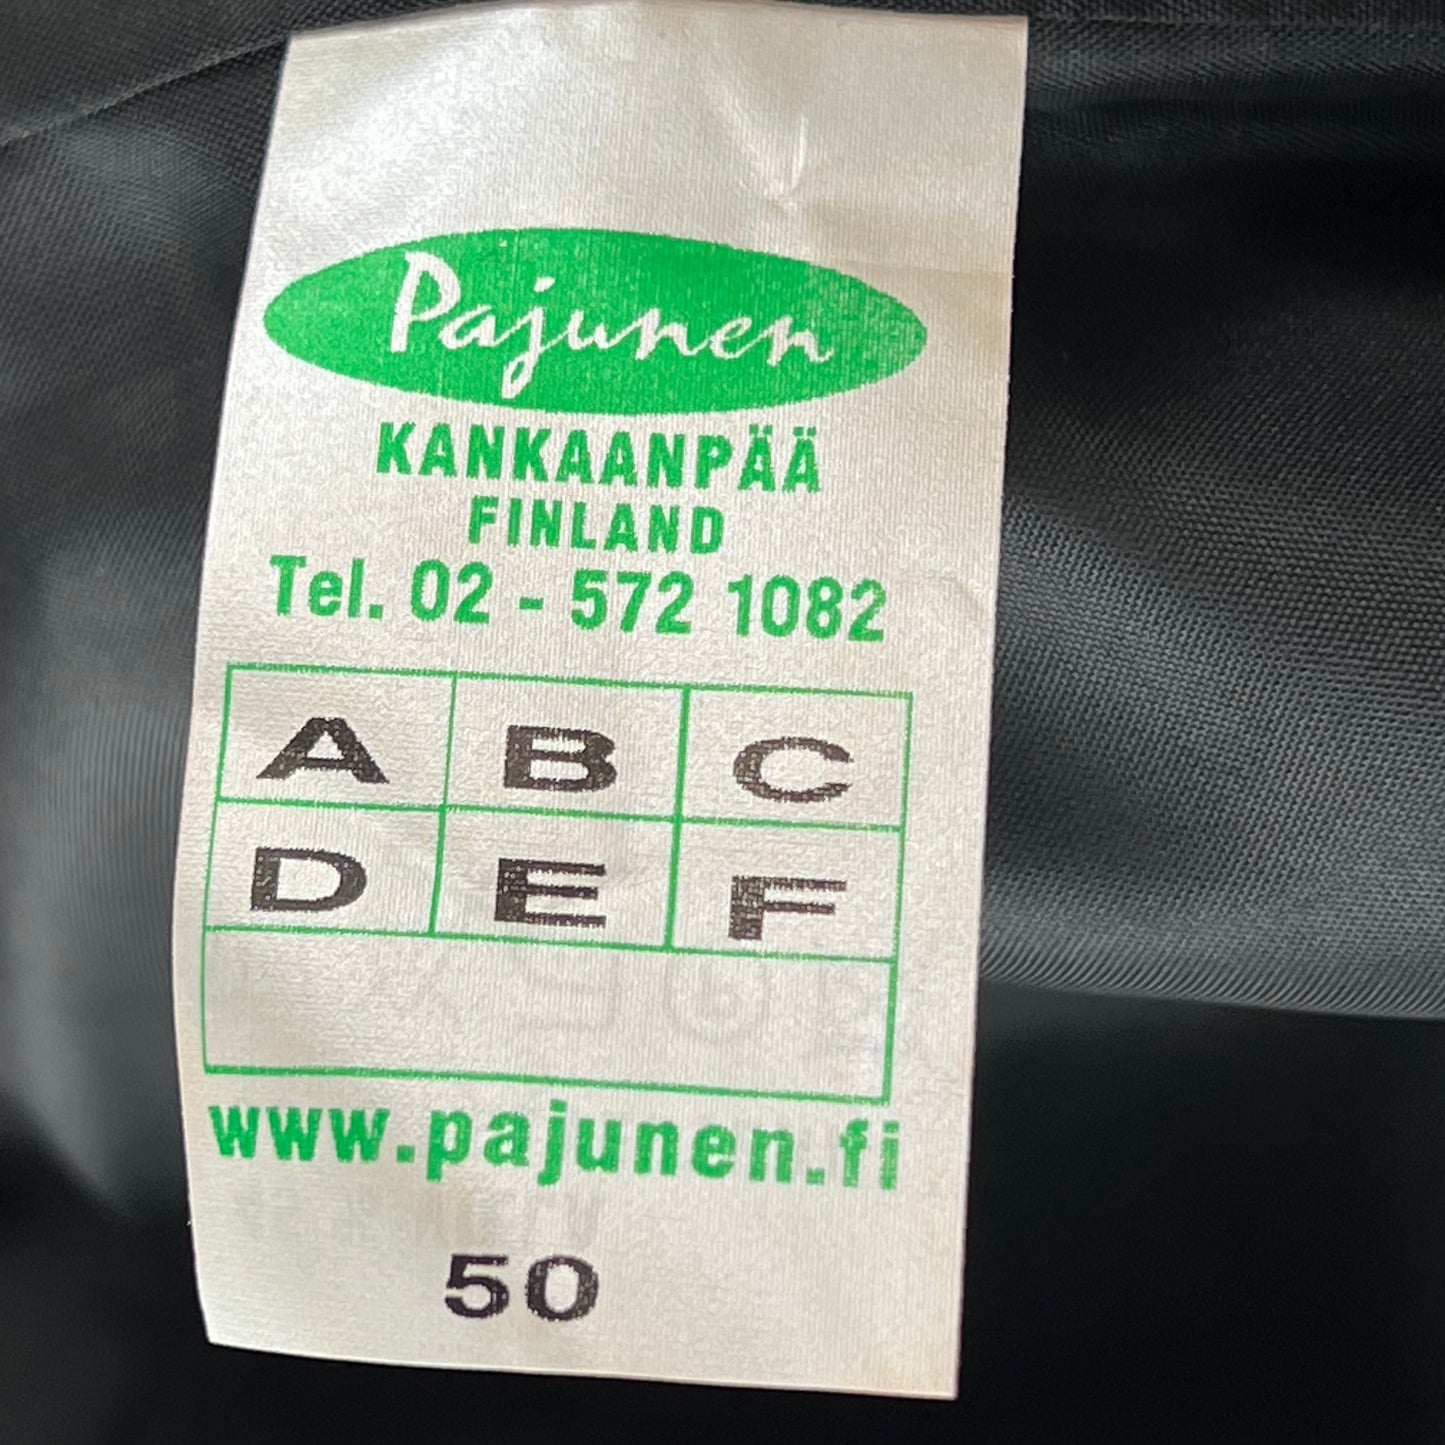 Pajunen
KANKAANPÄÄ
FINLAND
Tel. 02 - 572 1082
A B C
D E F
www.pajunen.fi
50